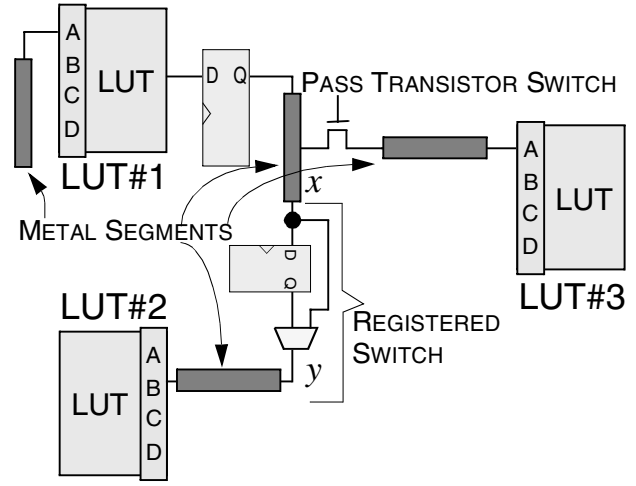 A
B
C
D
LUT
LUT#1
D Q
PASS TRANSISTOR SWITCH
x
A
B
C
D
LUT
LUT#3
METAL SEGMENTS
D
Q
REGISTERED
SWITCH
y
LUT#2
LUT
A
B
C
D